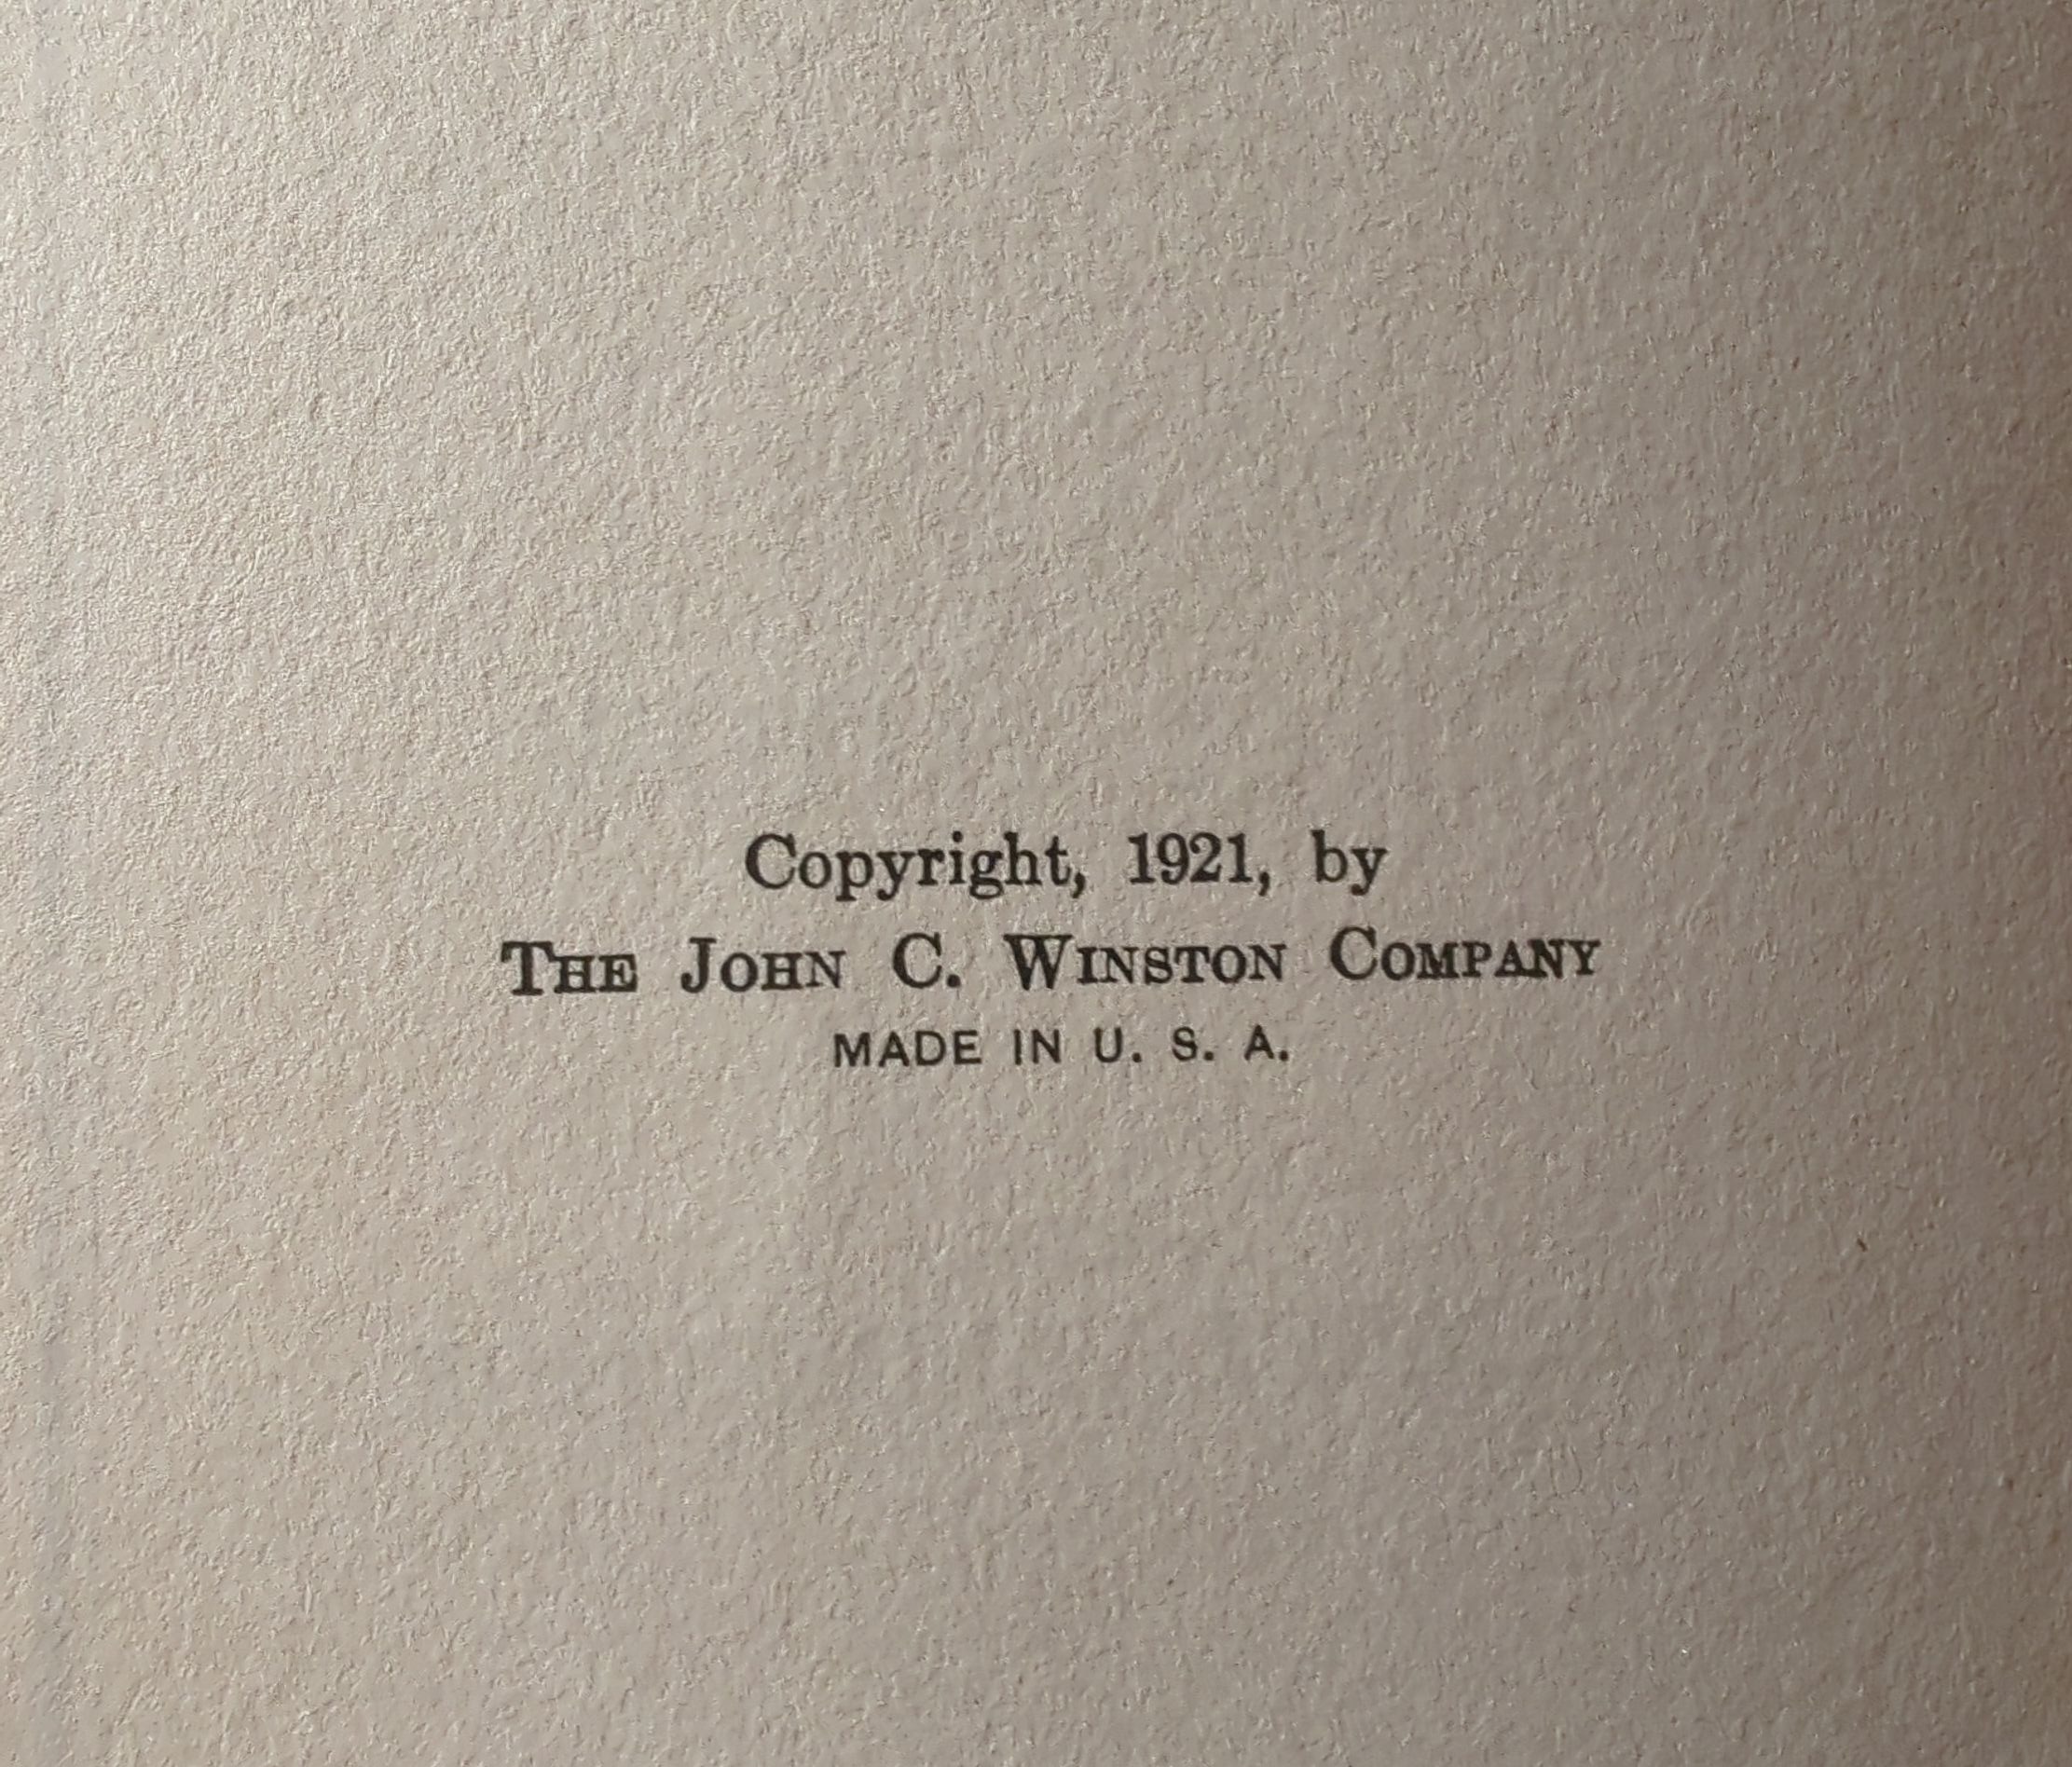 Copyright, 1921, by
THE JOHN C. WINSTON COMPANY
MADE IN U. S. A.